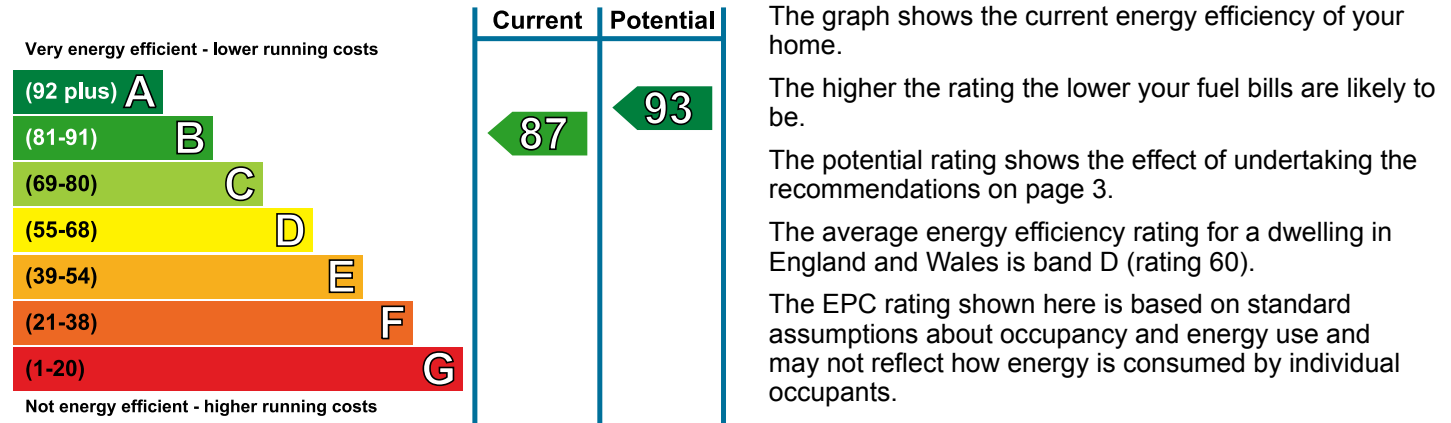 Current Potential
Very energy efficient - lower running costs
(92 plus) A
(81-91) B
(69-80) C
(55-68) D
(39-54) E
(21-38) F
(1-20) G
Not energy efficient - higher running costs
87
93
The graph shows the current energy efficiency of your
home.
The higher the rating the lower your fuel bills are likely to
be.
The potential rating shows the effect of undertaking the
recommendations on page 3.
The average energy efficiency rating for a dwelling in
England and Wales is band D (rating 60).
The EPC rating shown here is based on standard
assumptions about occupancy and energy use and
may not reflect how energy is consumed by individual
occupants.